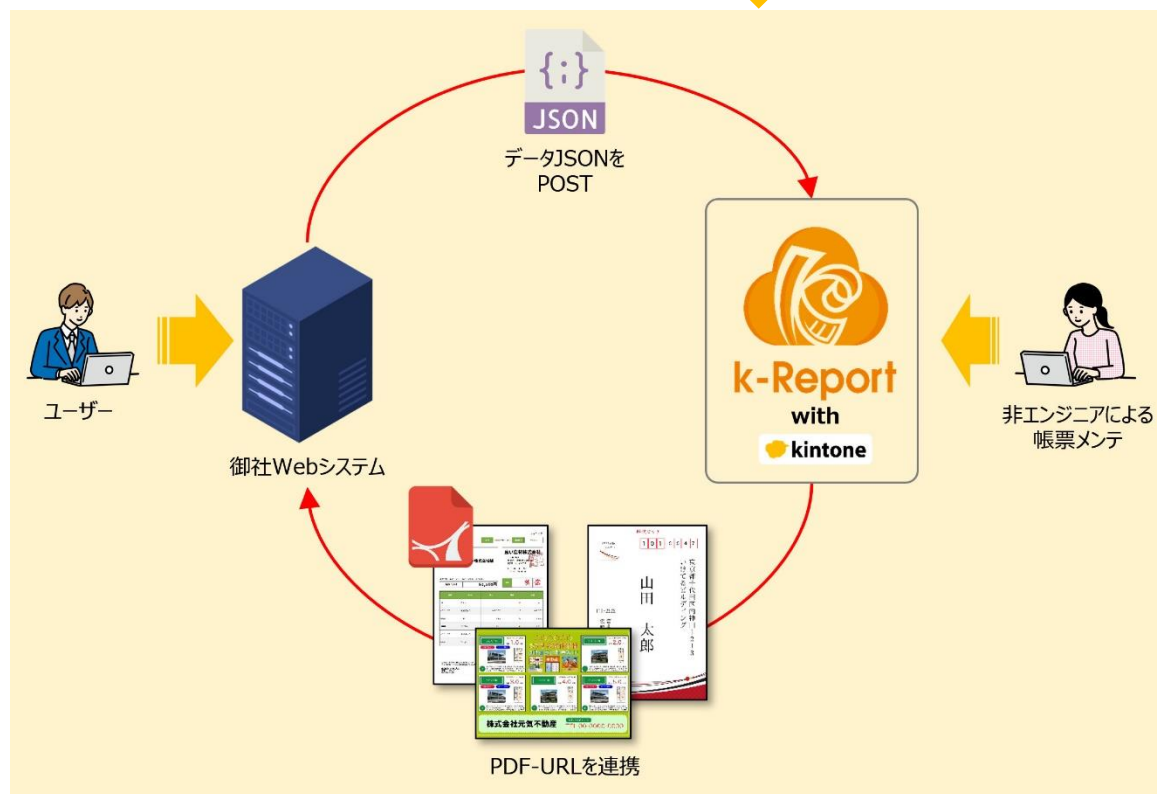 {;}
JSON
データJSONを
POST
ユーザー
御社Webシステム
k-Report
with
kintone
非エンジニアによる
帳票メンテ
山田 太郎
株式会社元気不動産
PDF-URLを連携